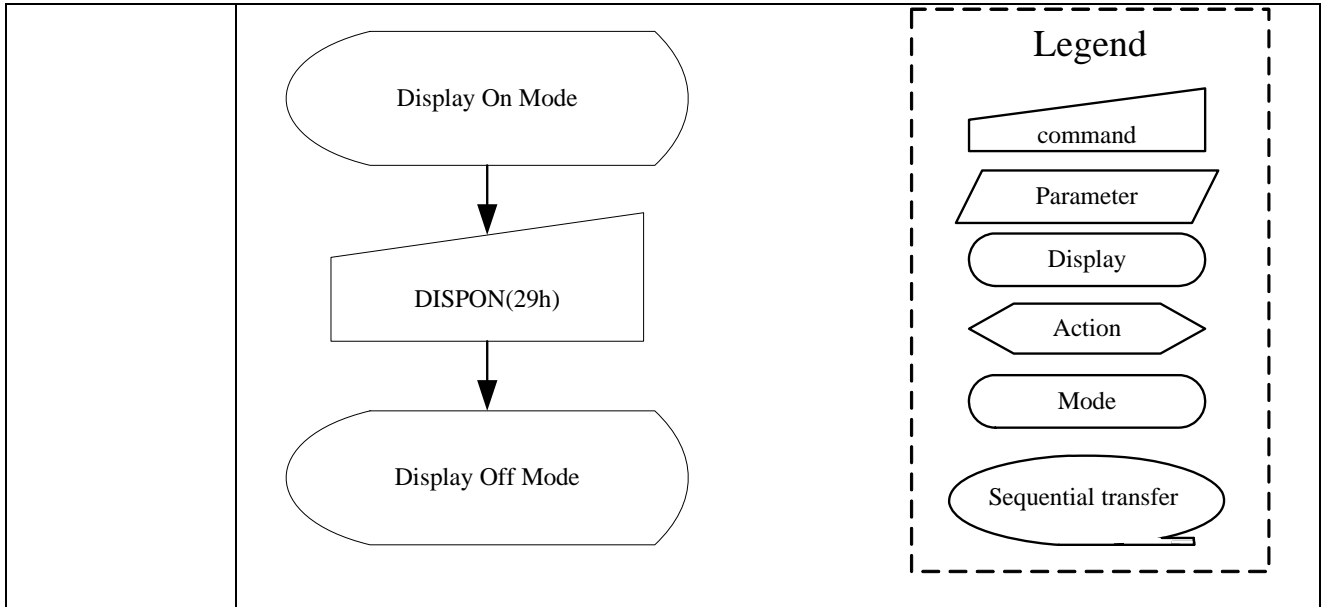 Display On Mode
DISPON(29h)
Display Off Mode
Legend
command
Parameter
Display
Action
Mode
Sequential transfer